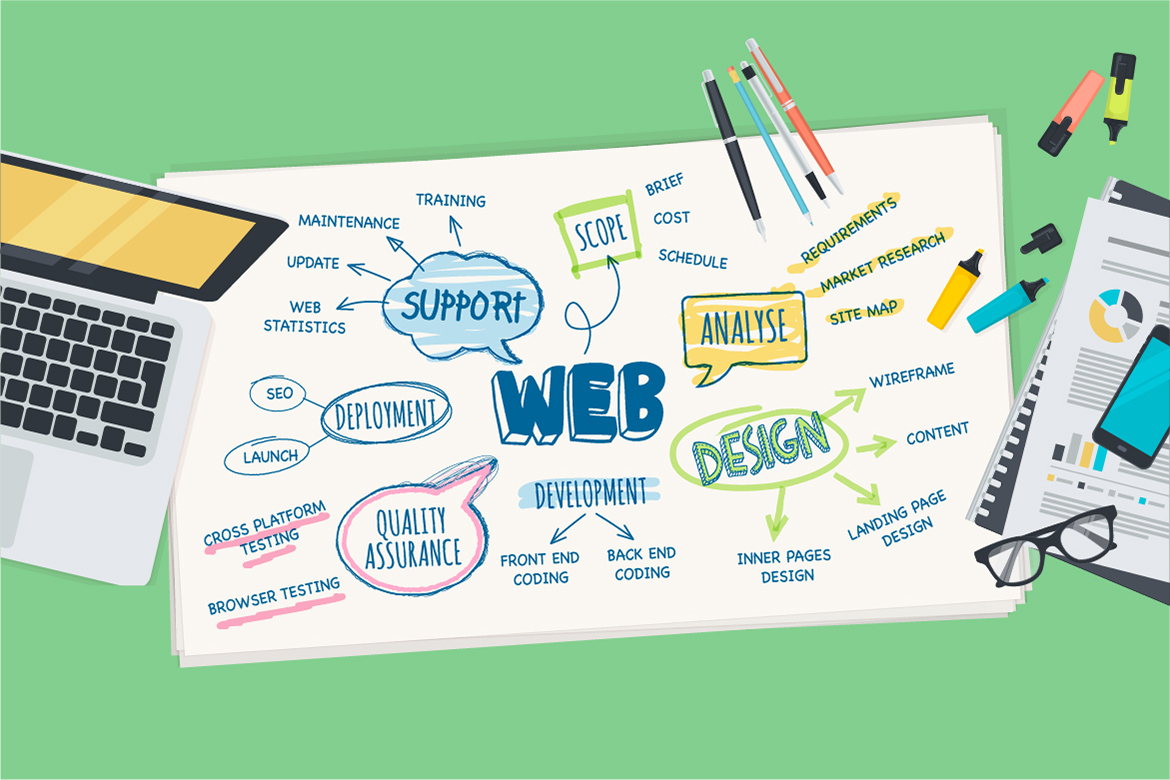 TRAINING
MAINTENANCE
UPDATE
WEB
STATISTICS
SUPPORT
SCOPE
BRIEF
COST
SCHEDULE
ANALYSE
REQUIREMENTS
MARKET RESEARCH
SITE MAP
WEB
SEO
LAUNCH
DEPLOYMENT
DESIGN
WIREFRAME
CONTENT
LANDING PAGE
DESIGN
INNER PAGES
DESIGN
QUALITY
ASSURANCE
CROSS PLATFORM
TESTING
BROWSER TESTING
DEVELOPMENT
FRONT END
CODING
BACK END
CODING